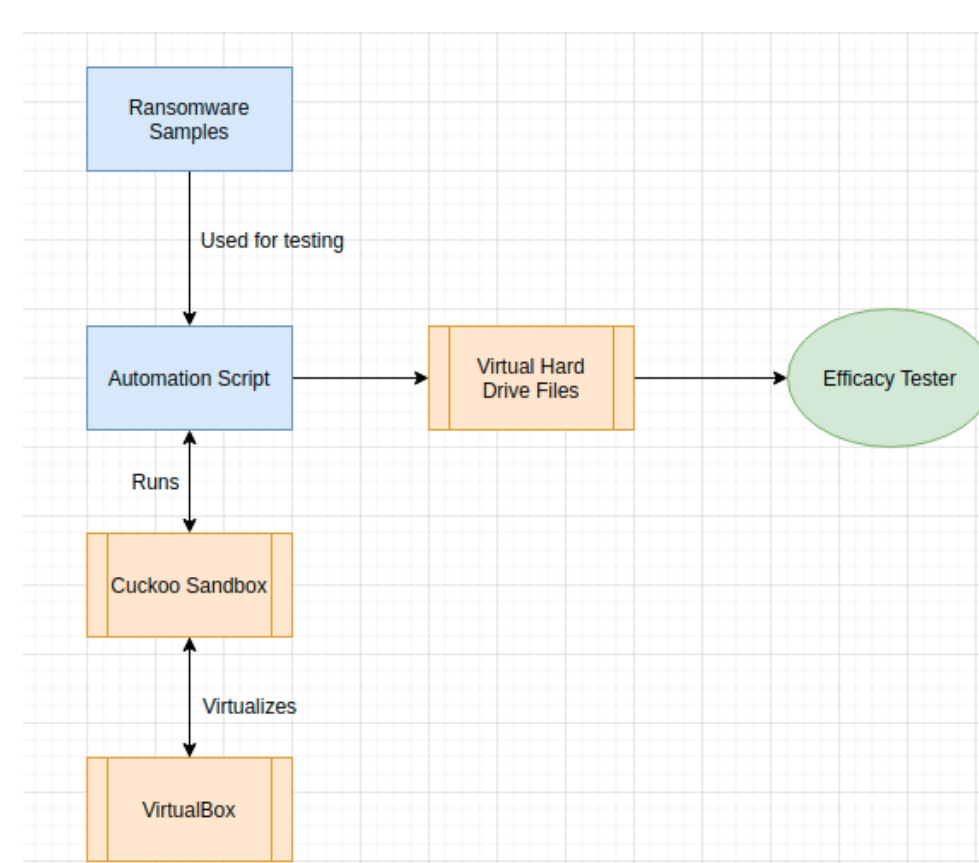 Ransomware
Samples
Used for testing
Automation Script
Virtual Hard
Drive Files
Efficacy Tester
Runs
Cuckoo Sandbox
Virtualizes
VirtualBox